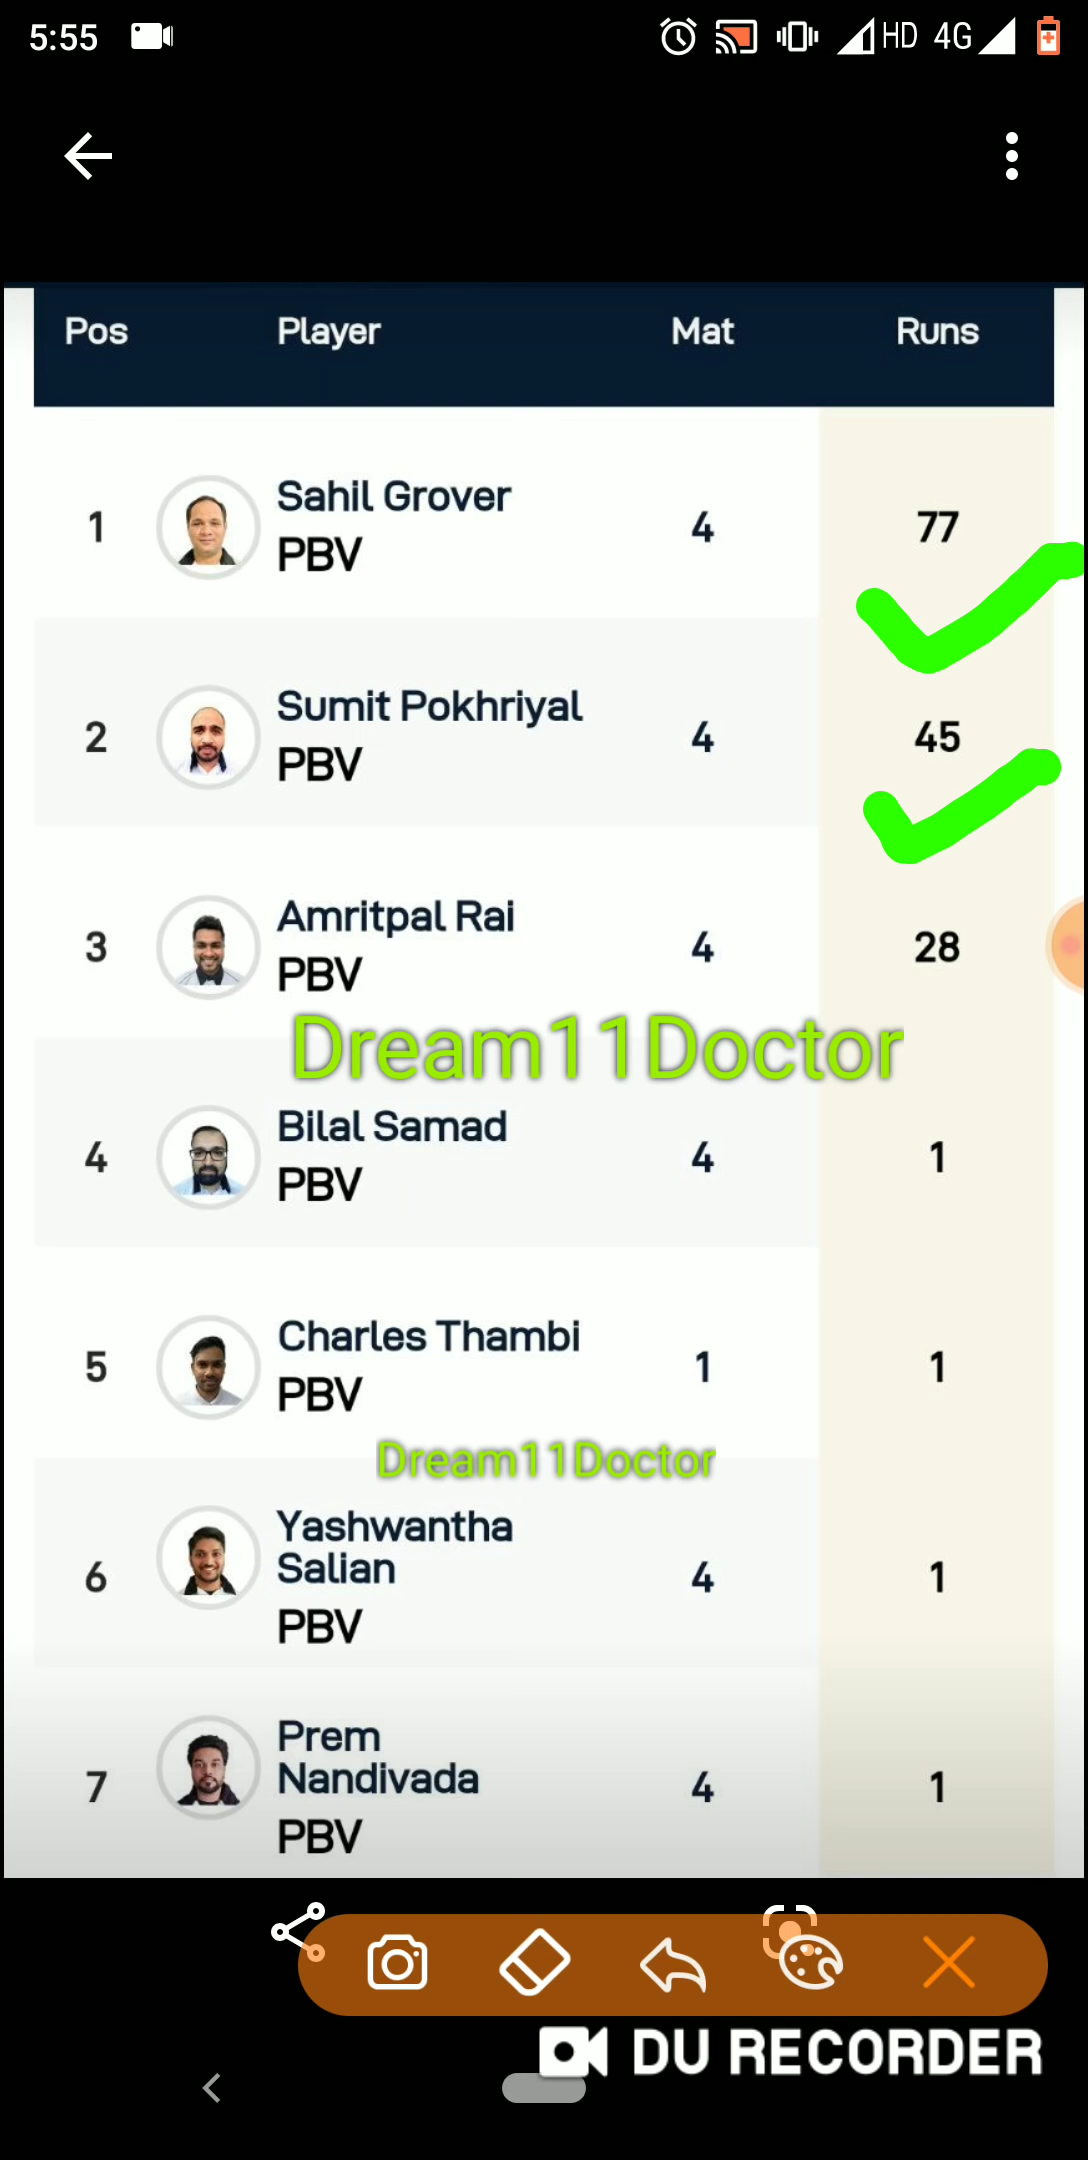 5:55 HD 4G
Pos Player Mat Runs
1 Sahil Grover PBV 4 77
2 Sumit Pokhriyal PBV 4 45
3 Amritpal Rai PBV 4 28
Dream11Doctor
4 Bilal Samad PBV 4 1
5 Charles Thambi PBV 1 1
Dream11Doctor
6 Yashwantha Salian PBV 4 1
7 Prem Nandivada PBV 4 1
DU RECORDER